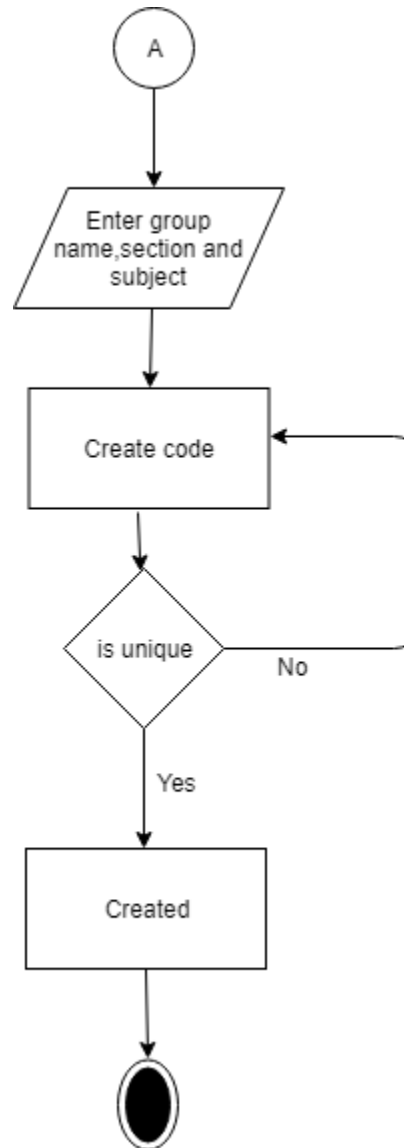 A
Enter group
name,section and
subject
Create code
is unique
No
Yes
Created